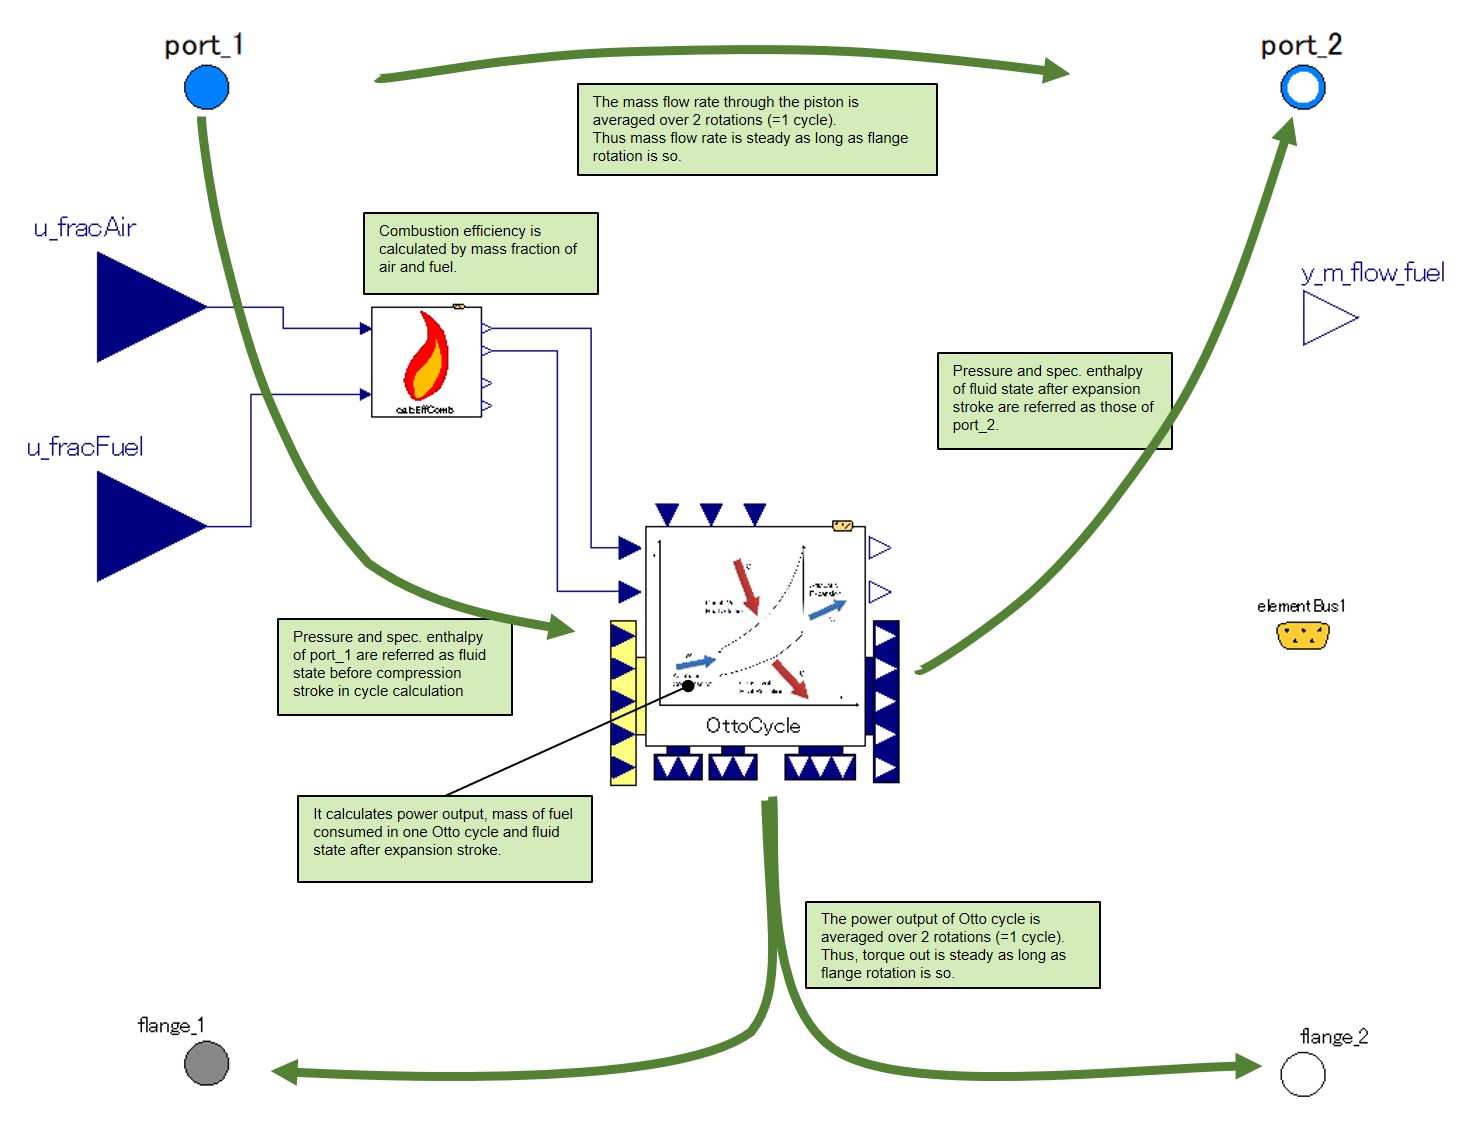 port_1
port_2
The mass flow rate through the piston is
averaged over 2 rotations (=1 cycle).
Thus mass flow rate is steady as long as flange
rotation is so.
u_fracAir
Combustion efficiency is
calculated by mass fraction of
air and fuel.
y_m_flow_fuel
calcEffComb
Pressure and spec. enthalpy
of fluid state after expansion
stroke are referred as those of
port_2.
u_fracFuel
elementBus1
Pressure and spec. enthalpy
of port_1 are referred as fluid
state before compression
stroke in cycle calculation
Expansion
OttoCycle
It calculates power output, mass of fuel
consumed in one Otto cycle and fluid
state after expansion stroke.
The power output of Otto cycle is
averaged over 2 rotations (=1 cycle).
Thus, torque out is steady as long as
flange rotation is so.
flange_1
flange_2